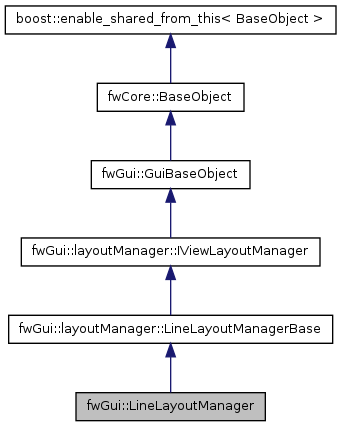 boost::enable_shared_from_this< BaseObject >
fwCore::BaseObject
fwGui::GuiBaseObject
fwGui::layoutManager::IViewLayoutManager
fwGui::layoutManager::LineLayoutManagerBase
fwGui::LineLayoutManager